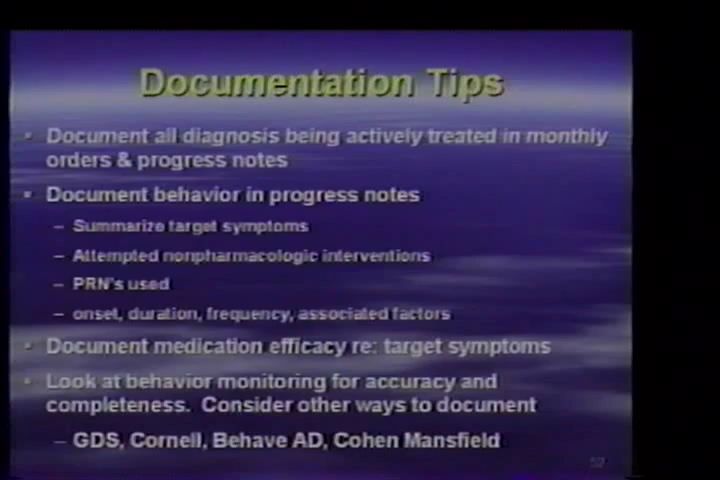 Documentation Tips
• Document all diagnosis being actively treated in monthly
orders & progress notes
• Document behavior in progress notes
– Summarize target symptoms
– Attempted nonpharmacologic interventions
– PRN's used
– onset, duration, frequency, associated factors
• Document medication efficacy re: target symptoms
• Look at behavior monitoring for accuracy and
completeness. Consider other ways to document
– GDS, Cornell, Behave AD, Cohen Mansfield